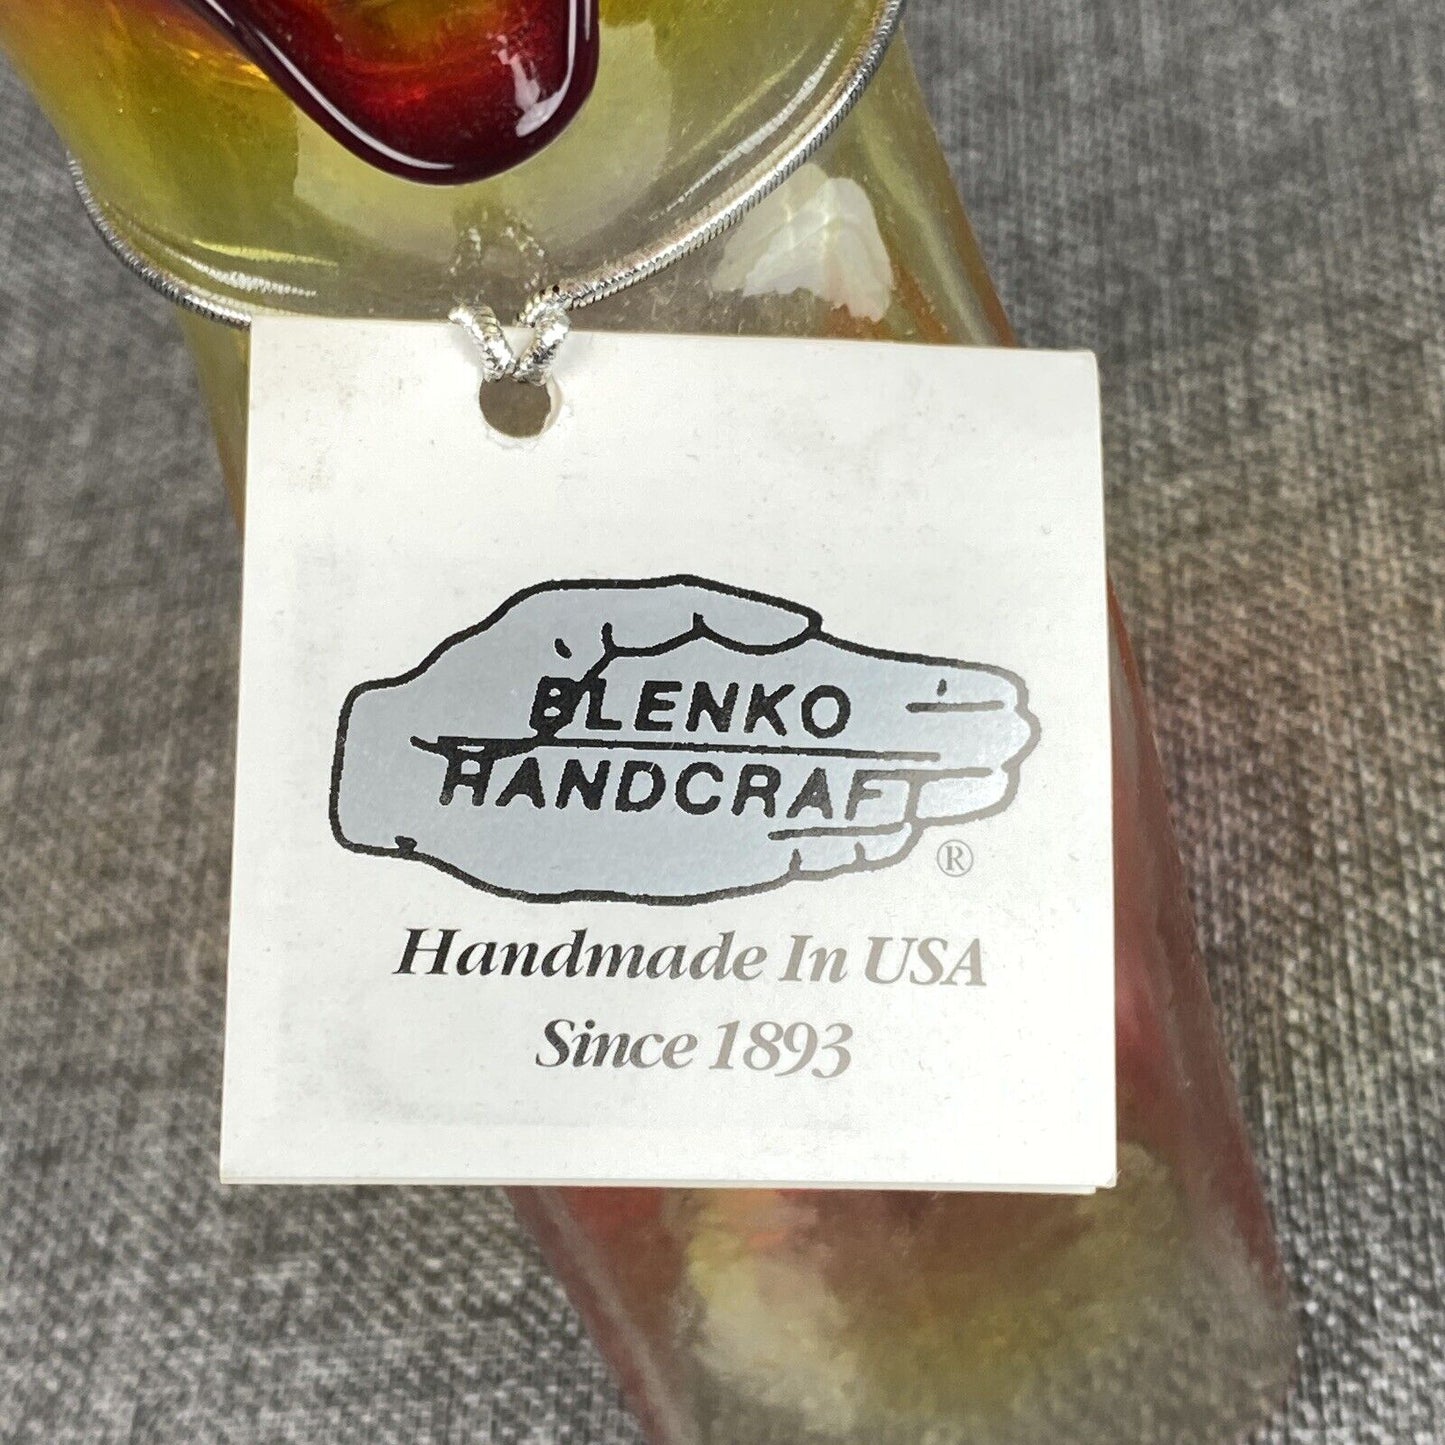 BLENKO
HANDCRAFT
®
Handmade In USA
Since 1893